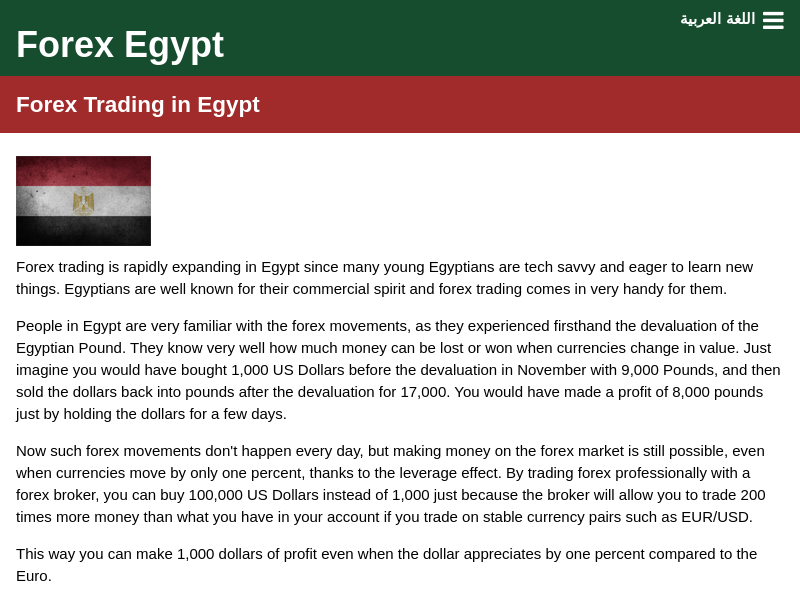 اللغة العربية
Forex Egypt
Forex Trading in Egypt
Forex trading is rapidly expanding in Egypt since many young Egyptians are tech savvy and eager to learn new
things. Egyptians are well known for their commercial spirit and forex trading comes in very handy for them.
People in Egypt are very familiar with the forex movements, as they experienced firsthand the devaluation of the
Egyptian Pound. They know very well how much money can be lost or won when currencies change in value. Just
imagine you would have bought 1,000 US Dollars before the devaluation in November with 9,000 Pounds, and then
sold the dollars back into pounds after the devaluation for 17,000. You would have made a profit of 8,000 pounds
just by holding the dollars for a few days.
Now such forex movements don't happen every day, but making money on the forex market is still possible, even
when currencies move by only one percent, thanks to the leverage effect. By trading forex professionally with a
forex broker, you can buy 100,000 US Dollars instead of 1,000 just because the broker will allow you to trade 200
times more money than what you have in your account if you trade on stable currency pairs such as EUR/USD.
This way you can make 1,000 dollars of profit even when the dollar appreciates by one percent compared to the
Euro.